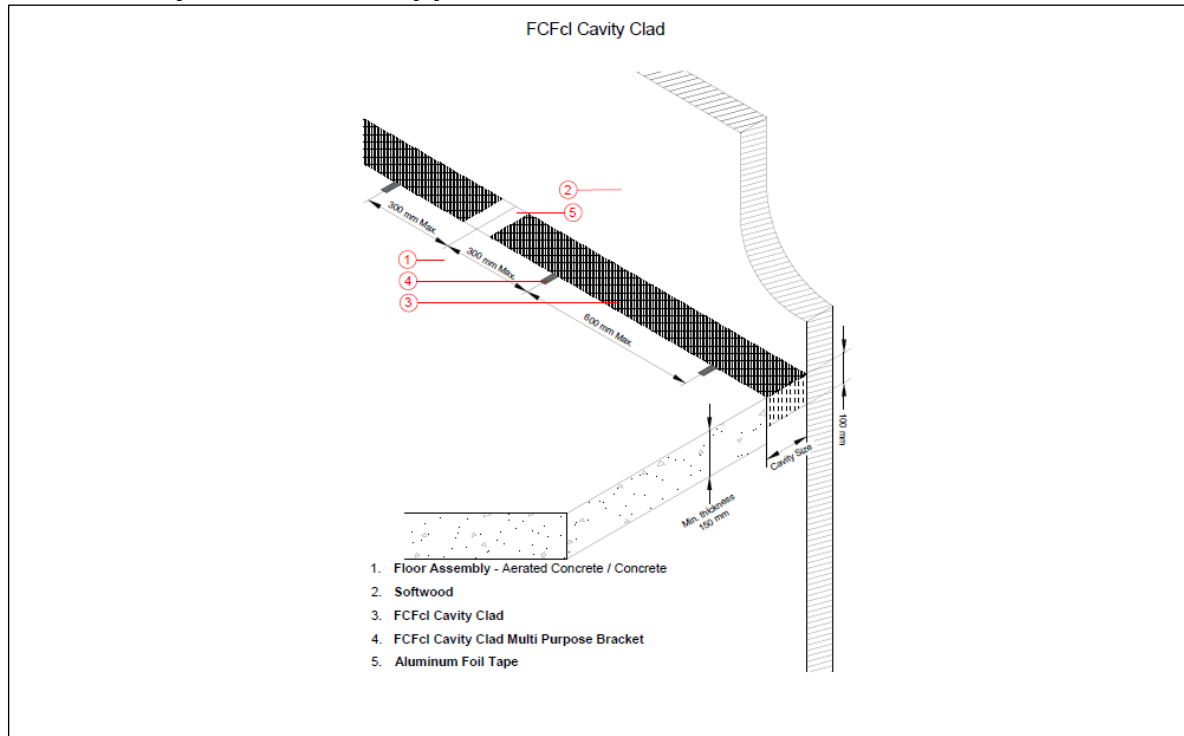 FCFcl Cavity Clad
2
5
300 mm Max.
1
300 mm Max.
4
3
600 mm Max.
100 mm
Cavity Size
Min. thickness
150 mm
1. Floor Assembly - Aerated Concrete / Concrete
2. Softwood
3. FCFcl Cavity Clad
4. FCFcl Cavity Clad Multi Purpose Bracket
5. Aluminum Foil Tape